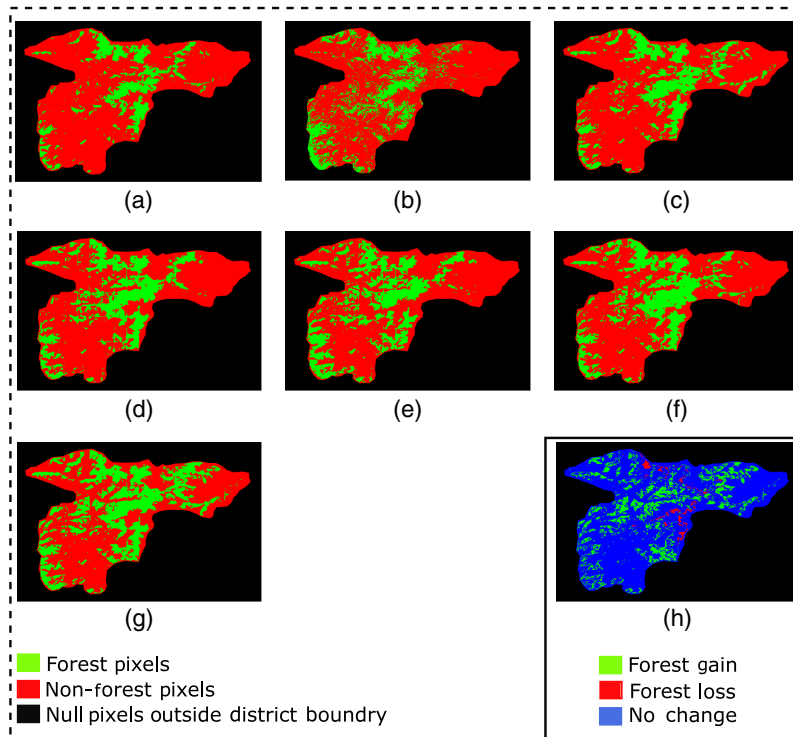 (a) (b) (c)
(d) (e) (f)
(g) (h)
Forest pixels
Non-forest pixels
Null pixels outside district boundry
Forest gain
Forest loss
No change